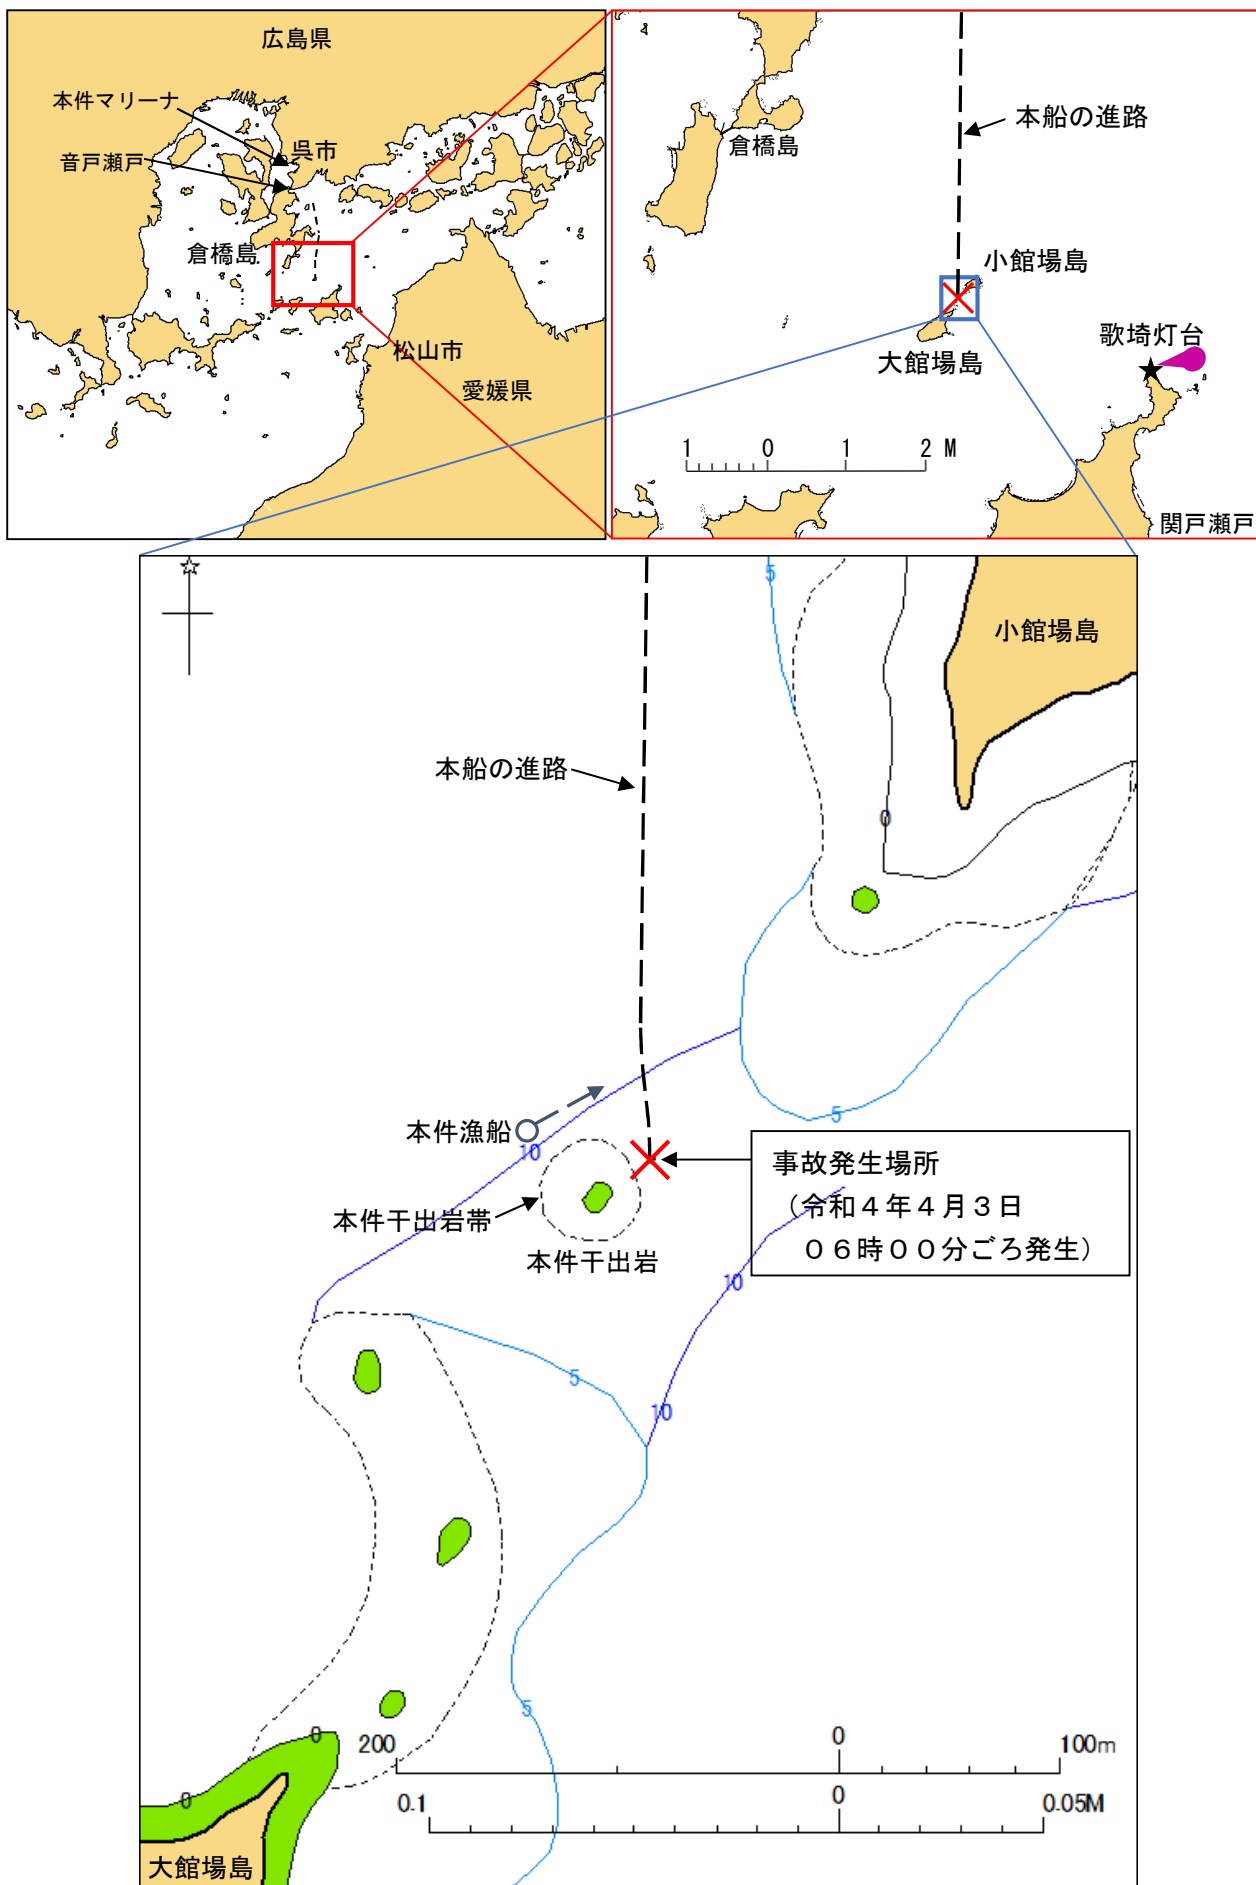 広島県
本件マリーナ
呉市
音戸瀬戸
倉橋島
松山市
愛媛県
本船の進路
倉橋島
小館場島
大館場島
歌埼灯台
1 0 1 2 M
関戸瀬戸
5
小館場島
本船の進路
0
5
本件漁船
10
事故発生場所
（令和４年４月３日
０６時００分ごろ発生）
本件干出岩帯
本件干出岩
10
5
10
5
0
200 0 100m
0
0.1 0 0.05M
大館場島